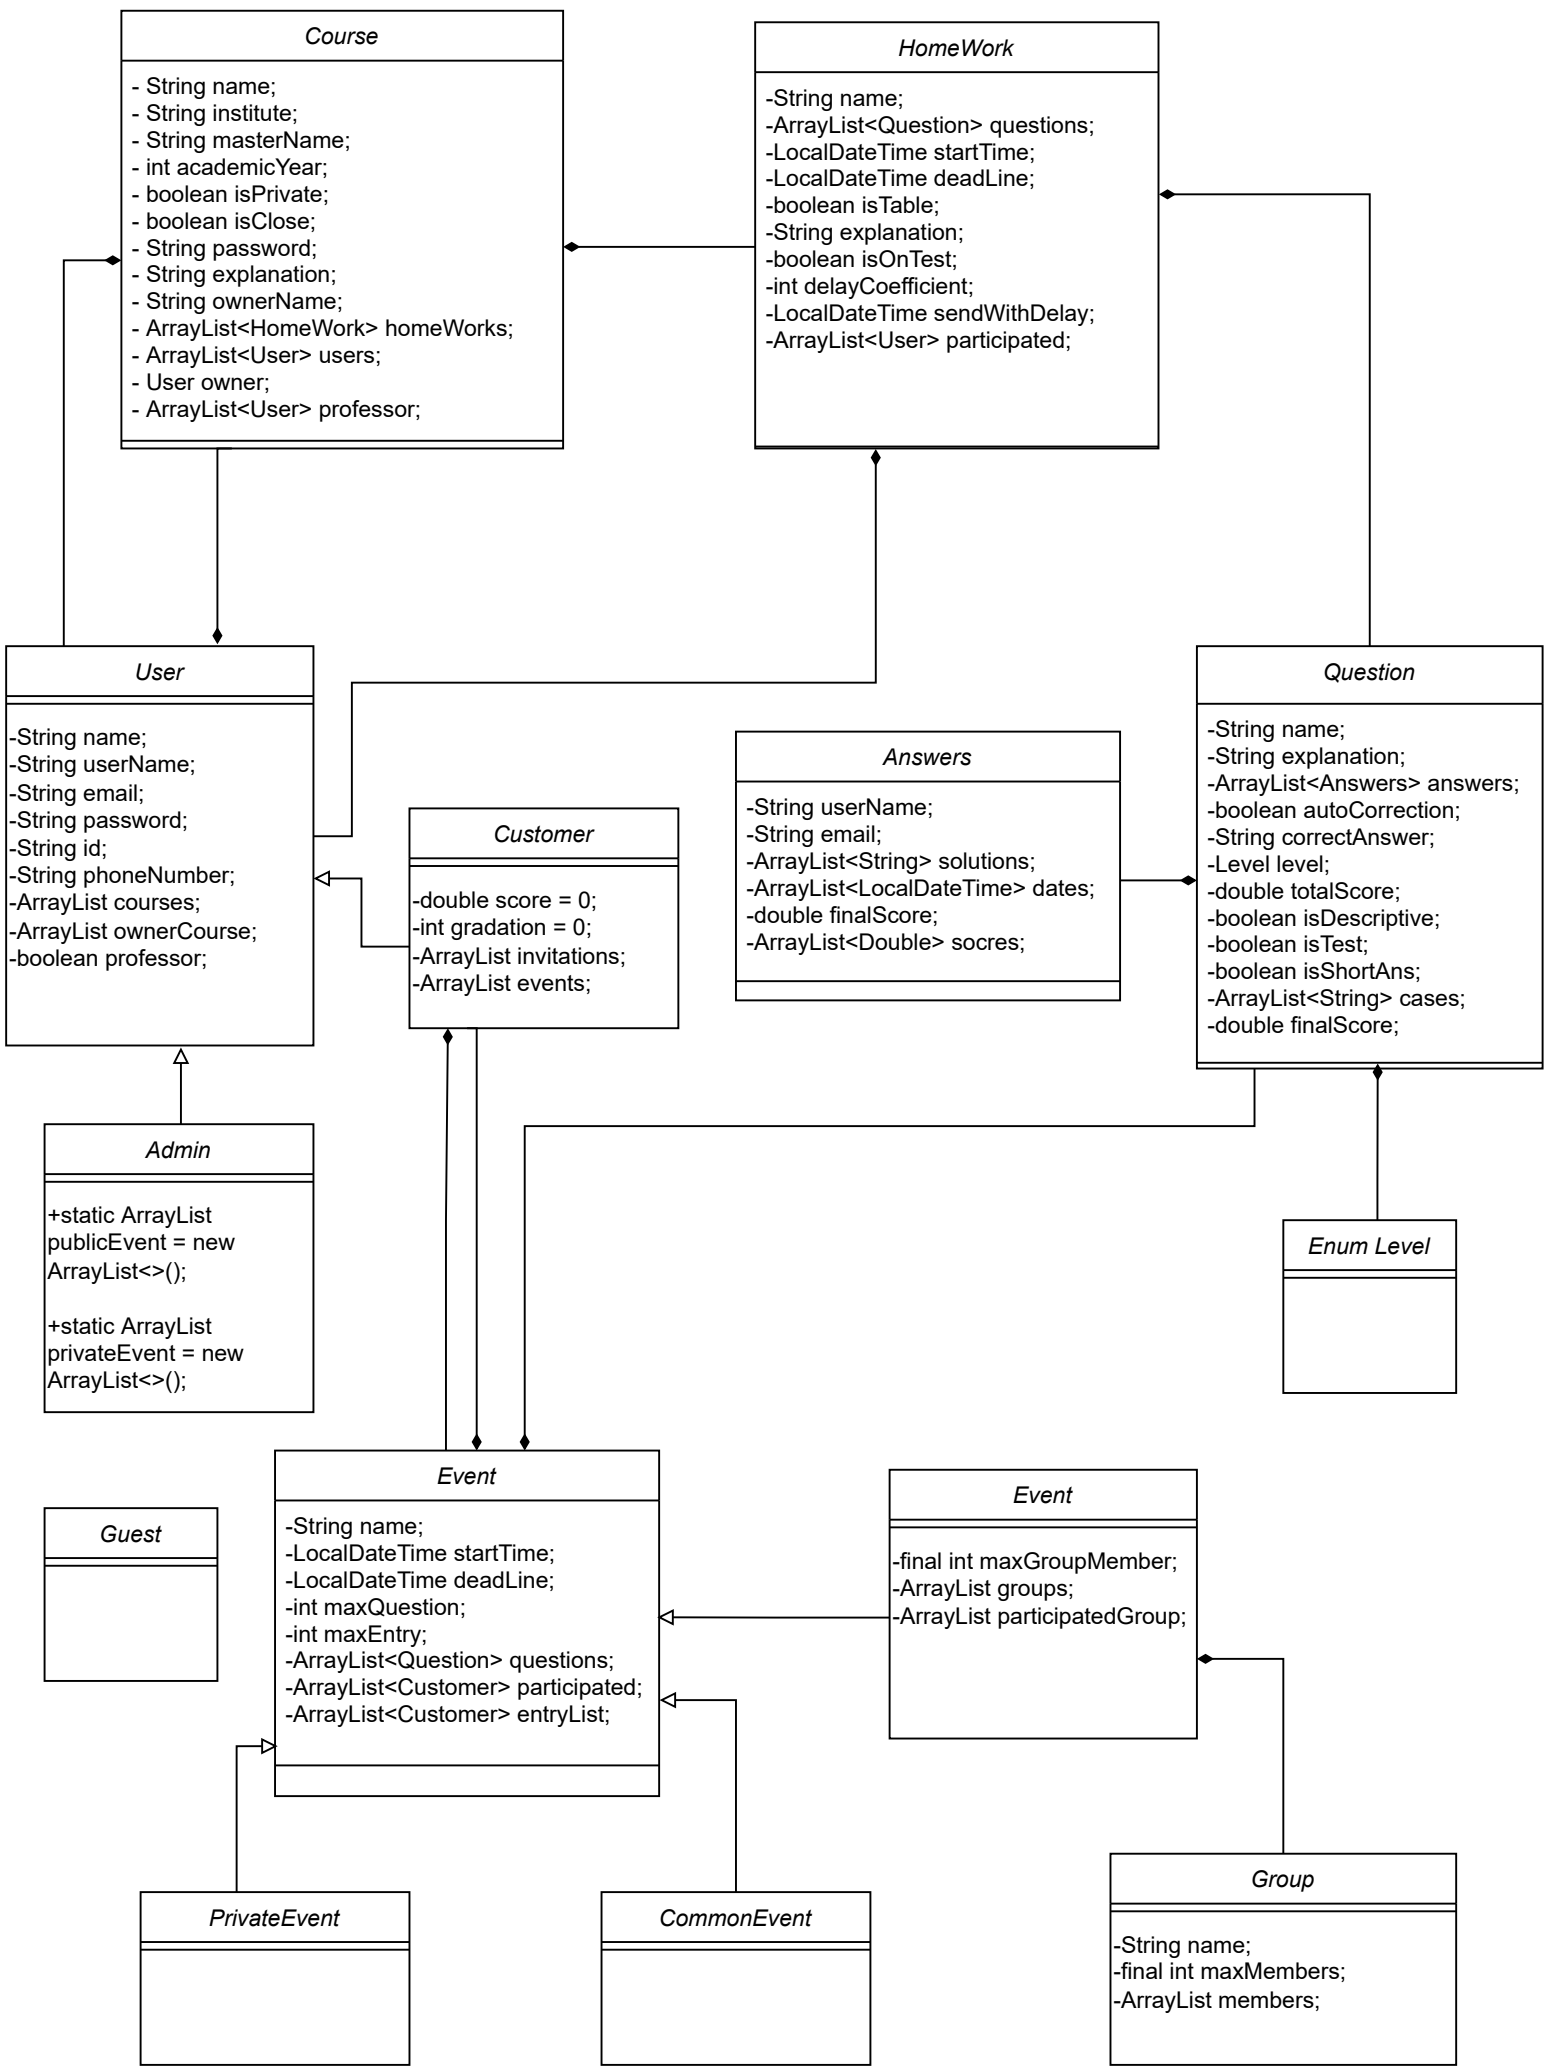 Course
- String name;
- String institute;
- String masterName;
- int academicYear;
- boolean isPrivate;
- boolean isClose;
- String password;
- String explanation;
- String ownerName;
- ArrayList<HomeWork> homeWorks;
- ArrayList<User> users;
- User owner;
- ArrayList<User> professor;
HomeWork
-String name;
-ArrayList<Question> questions;
-LocalDateTime startTime;
-LocalDateTime deadLine;
-boolean isTable;
-String explanation;
-boolean isOnTest;
-int delayCoefficient;
-LocalDateTime sendWithDelay;
-ArrayList<User> participated;
User
-String name;
-String userName;
-String email;
-String password;
-String id;
-String phoneNumber;
-ArrayList courses;
-ArrayList ownerCourse;
-boolean professor;
Customer
-double score = 0;
-int gradation = 0;
-ArrayList invitations;
-ArrayList events;
Answers
-String userName;
-String email;
-ArrayList<String> solutions;
-ArrayList<LocalDateTime> dates;
-double finalScore;
-ArrayList<Double> socres;
Question
-String name;
-String explanation;
-ArrayList<Answers> answers;
-boolean autoCorrection;
-String correctAnswer;
-Level level;
-double totalScore;
-boolean isDescriptive;
-boolean isTest;
-boolean isShortAns;
-ArrayList<String> cases;
-double finalScore;
Admin
+static ArrayList
publicEvent = new
ArrayList<>();
+static ArrayList
privateEvent = new
ArrayList<>();
Enum Level
Guest
Event
-String name;
-LocalDateTime startTime;
-LocalDateTime deadLine;
-int maxQuestion;
-int maxEntry;
-ArrayList<Question> questions;
-ArrayList<Customer> participated;
-ArrayList<Customer> entryList;
Event
-final int maxGroupMember;
-ArrayList groups;
-ArrayList participatedGroup;
PrivateEvent
CommonEvent
Group
-String name;
-final int maxMembers;
-ArrayList members;